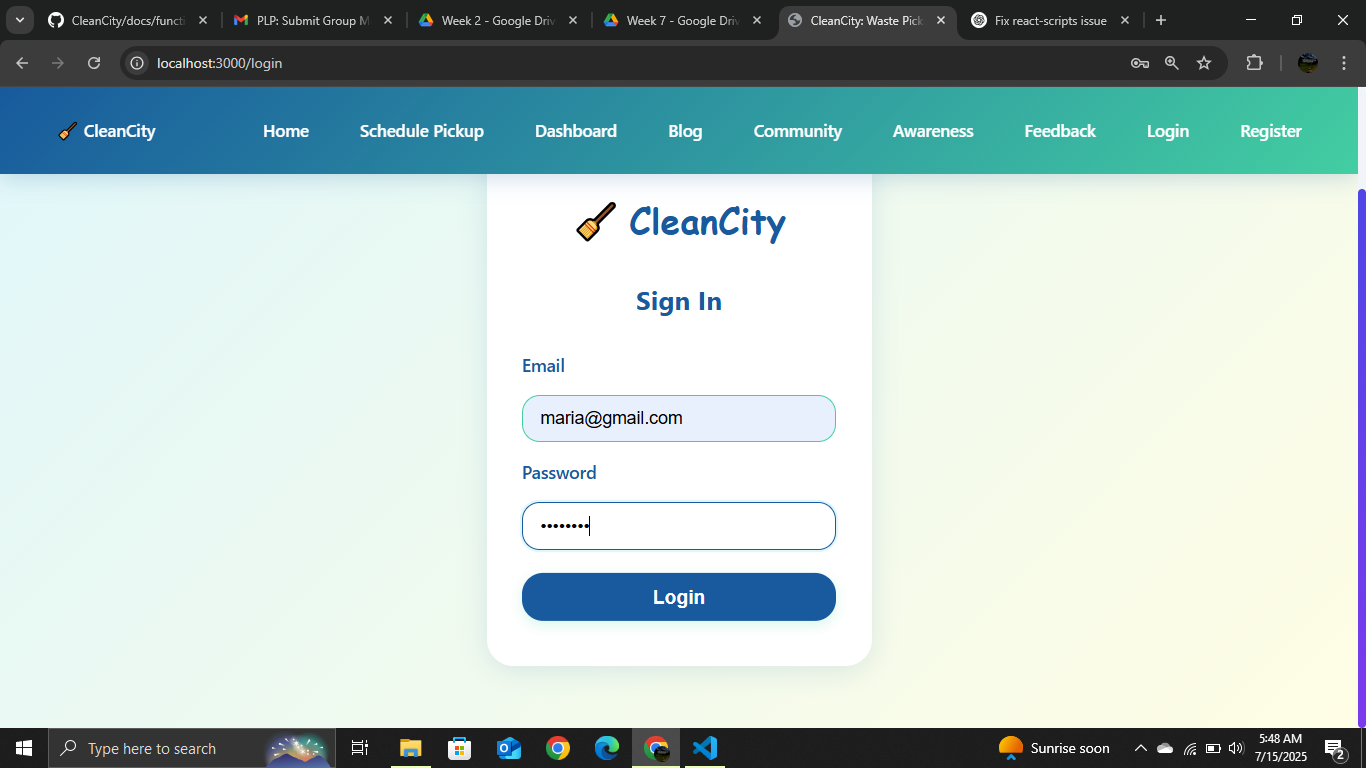 CleanCity/docs/functi
PLP: Submit Group M
Week 2 - Google Driv
Week 7 - Google Driv
CleanCity: Waste Pick
Fix react-scripts issue
localhost:3000/login
CleanCity
Home
Schedule Pickup
Dashboard
Blog
Community
Awareness
Feedback
Login
Register
CleanCity
Sign In
Email
maria@gmail.com
Password
••••••••
Login
Type here to search
Sunrise soon
5:48 AM
7/15/2025
2